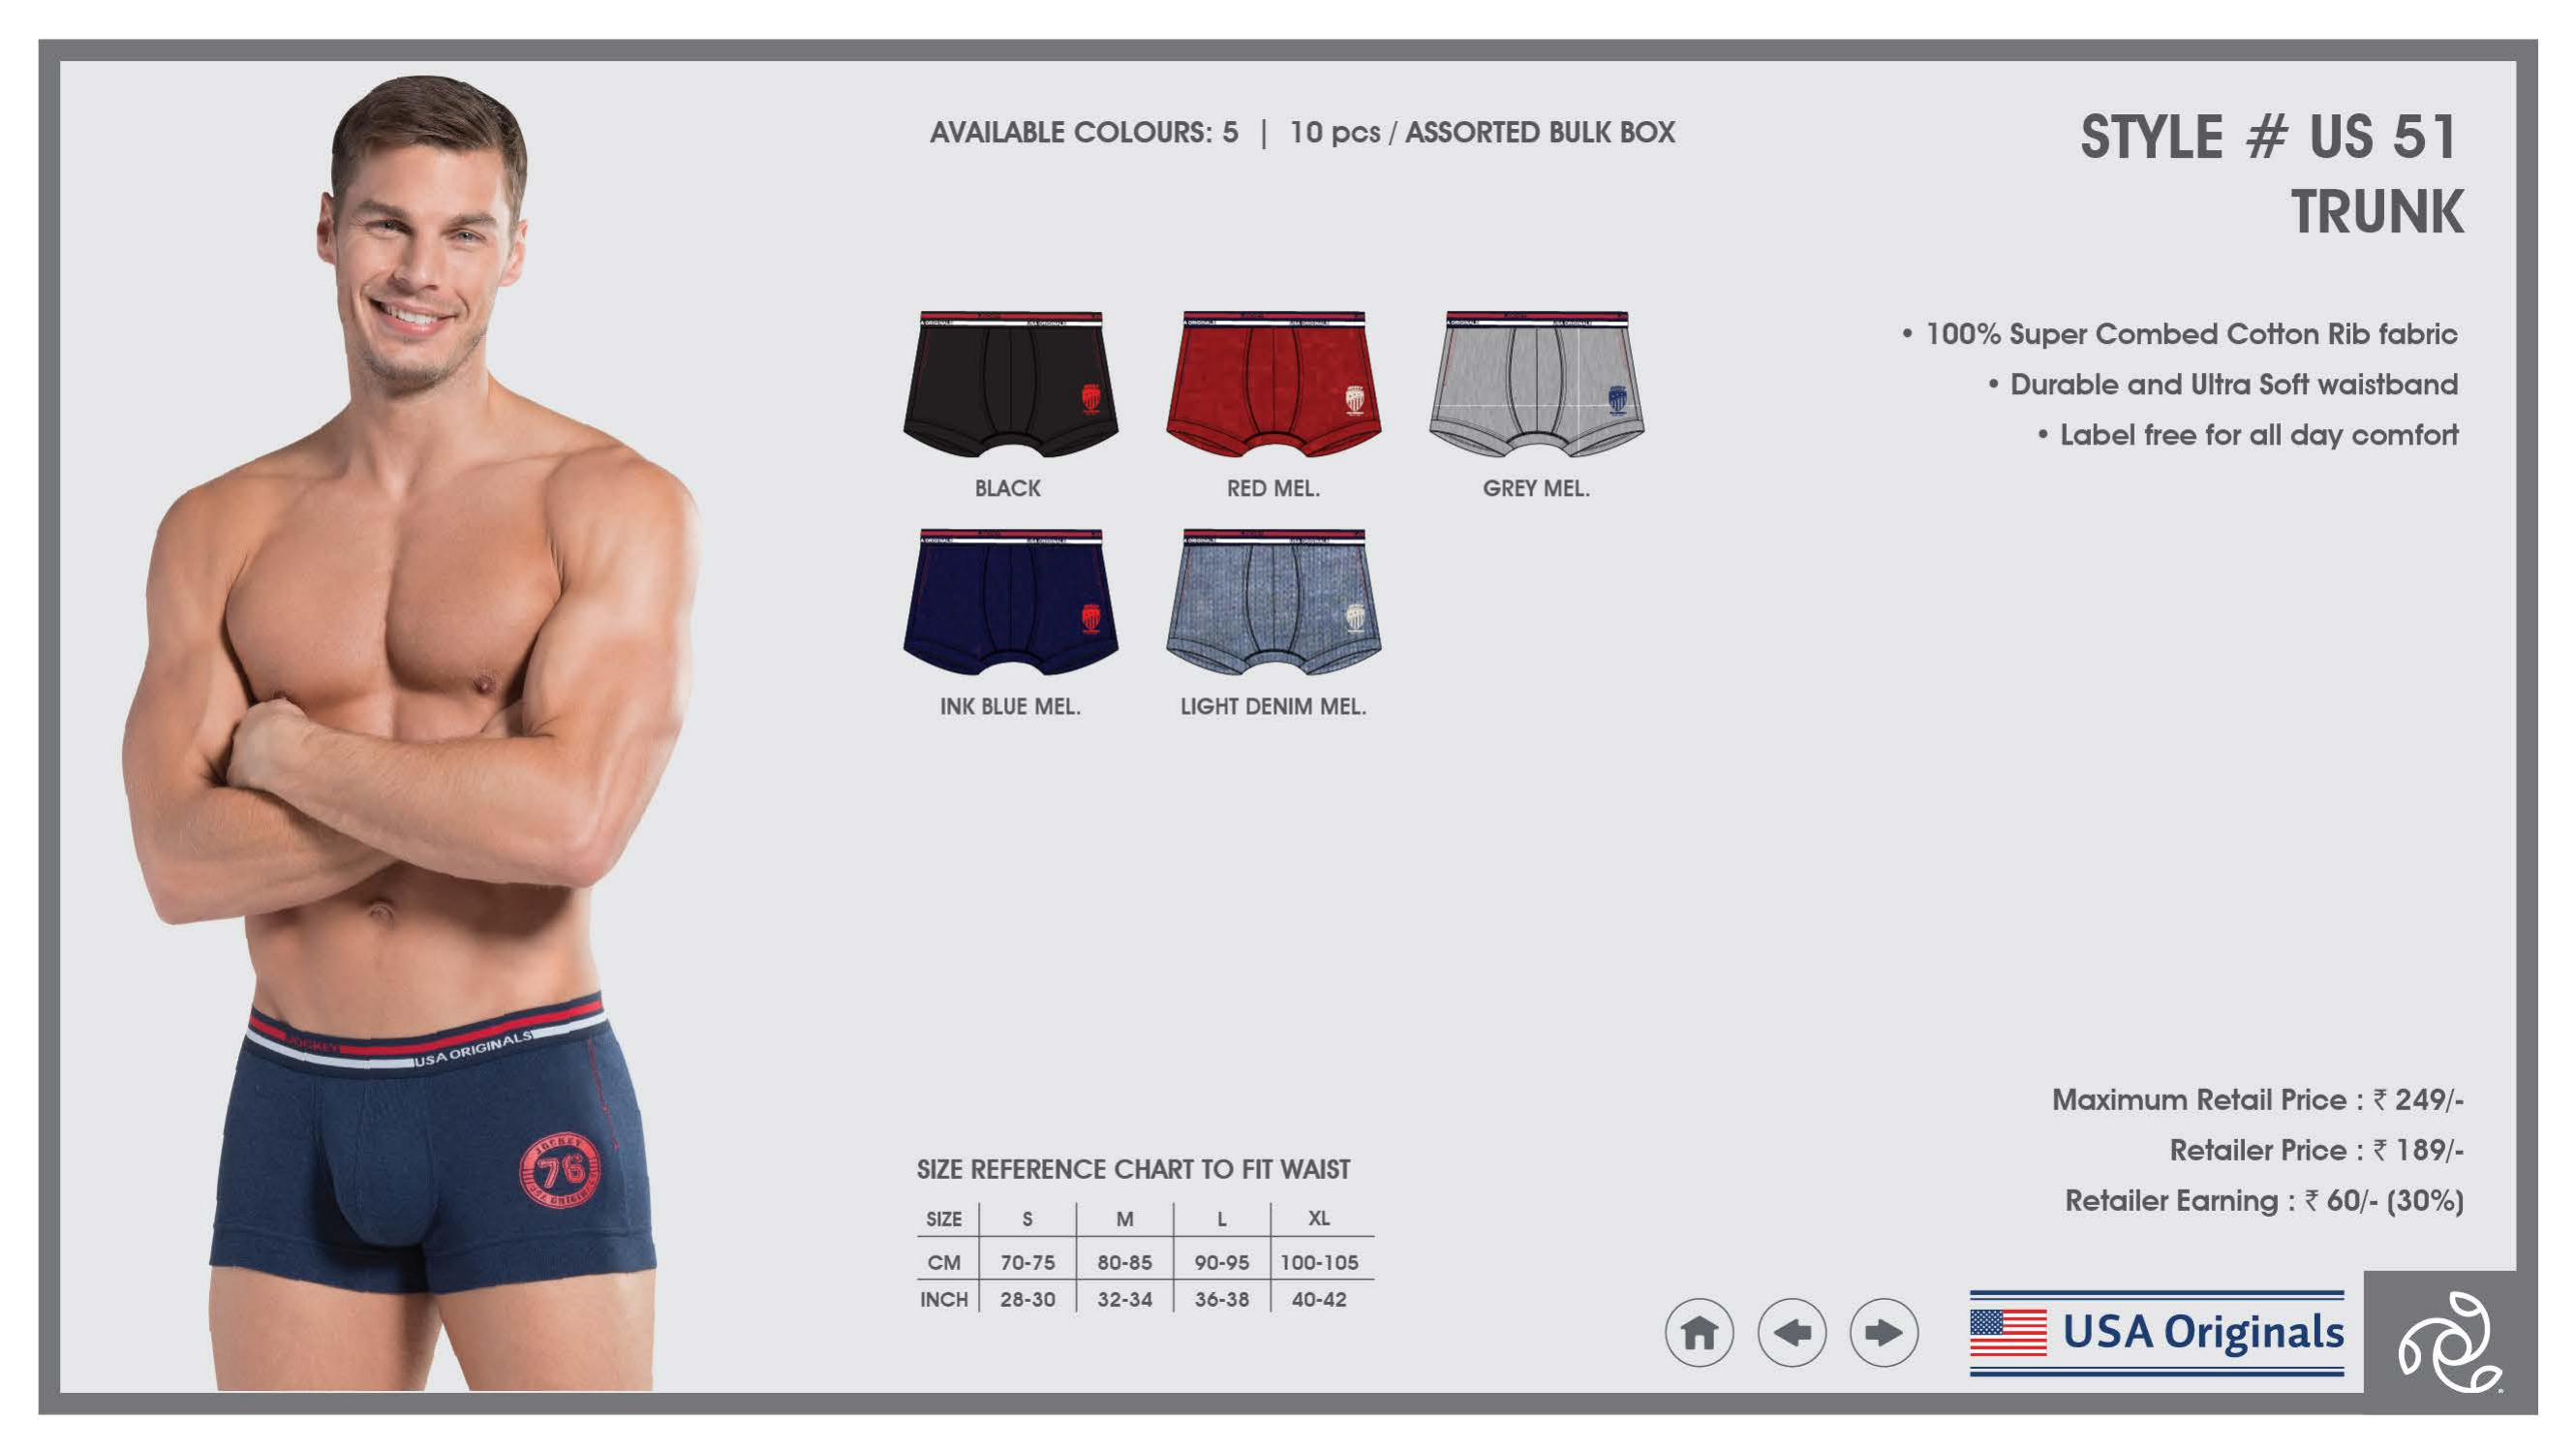 AVAILABLE COLOURS: 5 | 10 pcs / ASSORTED BULK BOX
STYLE # US 51
TRUNK
• 100% Super Combed Cotton Rib fabric
• Durable and Ultra Soft waistband
• Label free for all day comfort
BLACK
RED MEL.
GREY MEL.
INK BLUE MEL.
LIGHT DENIM MEL.
JOCKEY
USA ORIGINALS
JOCKEY
76
USA ORIGINALS
SIZE REFERENCE CHART TO FIT WAIST
SIZE S M L XL
CM 70-75 80-85 90-95 100-105
INCH 28-30 32-34 36-38 40-42
Maximum Retail Price : ₹ 249/-
Retailer Price : ₹ 189/-
Retailer Earning : ₹ 60/- (30%)
USA Originals